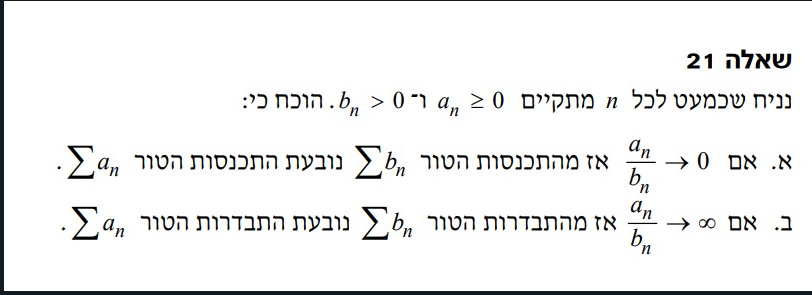 שאלה 21
נניח שכמעט לכל n מתקיים a_n ≥ 0 ו־ b_n > 0. הוכח כי:
א. אם a_n/b_n → 0 אז מהתכנסות הטור ∑b_n נובעת התכנסות הטור ∑a_n.
ב. אם a_n/b_n → ∞ אז מהתבדרות הטור ∑b_n נובעת התבדרות הטור ∑a_n.